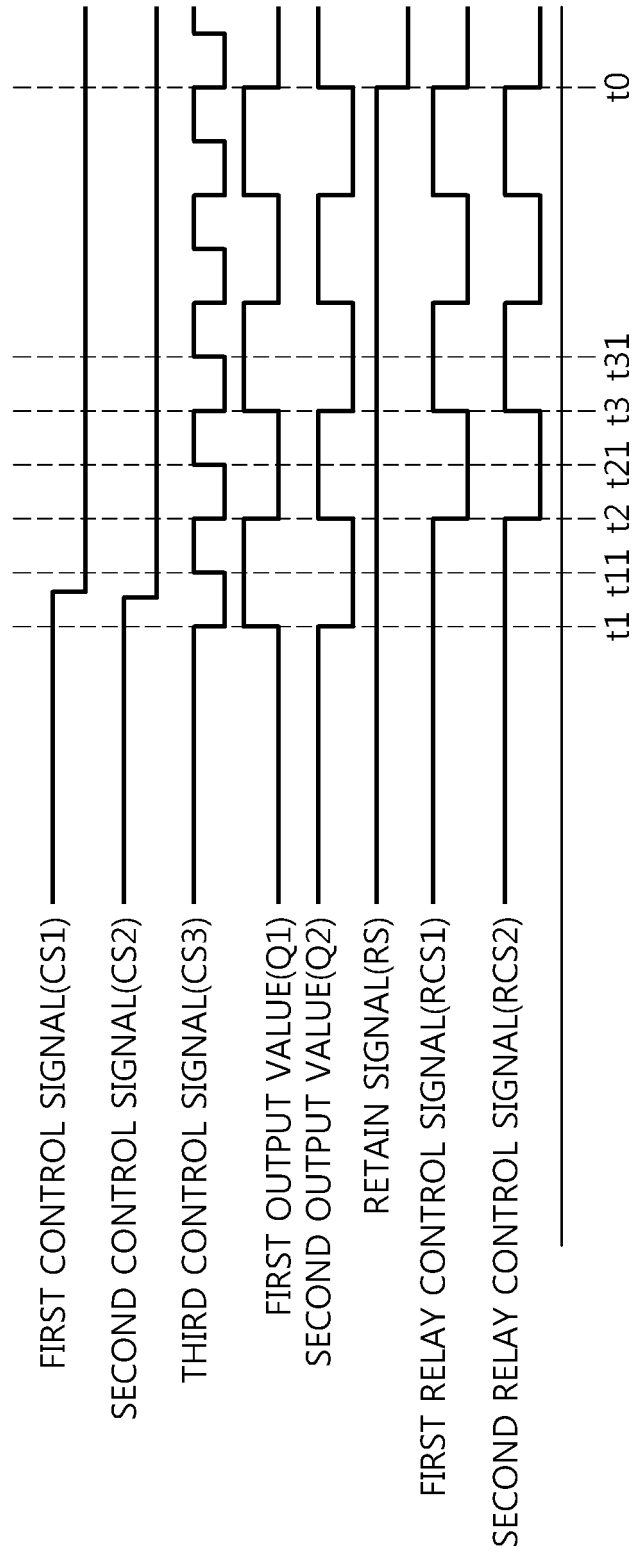 FIRST CONTROL SIGNAL(CS1)
SECOND CONTROL SIGNAL(CS2)
THIRD CONTROL SIGNAL(CS3)
FIRST OUTPUT VALUE(Q1)
SECOND OUTPUT VALUE(Q2)
RETAIN SIGNAL(RS)
FIRST RELAY CONTROL SIGNAL(RCS1)
SECOND RELAY CONTROL SIGNAL(RCS2)
t1 t11 t2 t21 t3 t31 t0